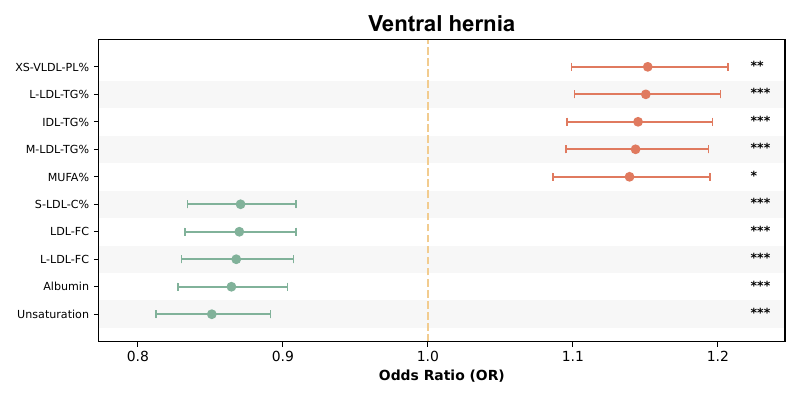 Ventral hernia
XS-VLDL-PL% **
L-LDL-TG% ***
IDL-TG% ***
M-LDL-TG% ***
MUFA% *
S-LDL-C% ***
LDL-FC ***
L-LDL-FC ***
Albumin ***
Unsaturation ***
0.8 0.9 1.0 1.1 1.2
Odds Ratio (OR)